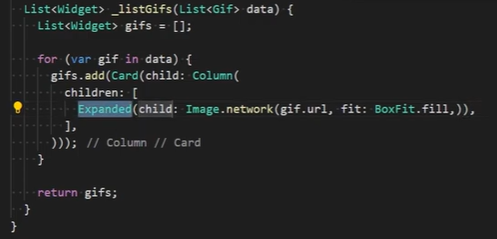 List<Widget> _listGifs(List<Gif> data) {
List<Widget> gifs = [];
for (var gif in data) {
gifs.add(Card(child: Column(
children: [
Expanded(child: Image.network(gif.url, fit: BoxFit.fill,)),
],
))); // Column // Card
}
return gifs;
}
}